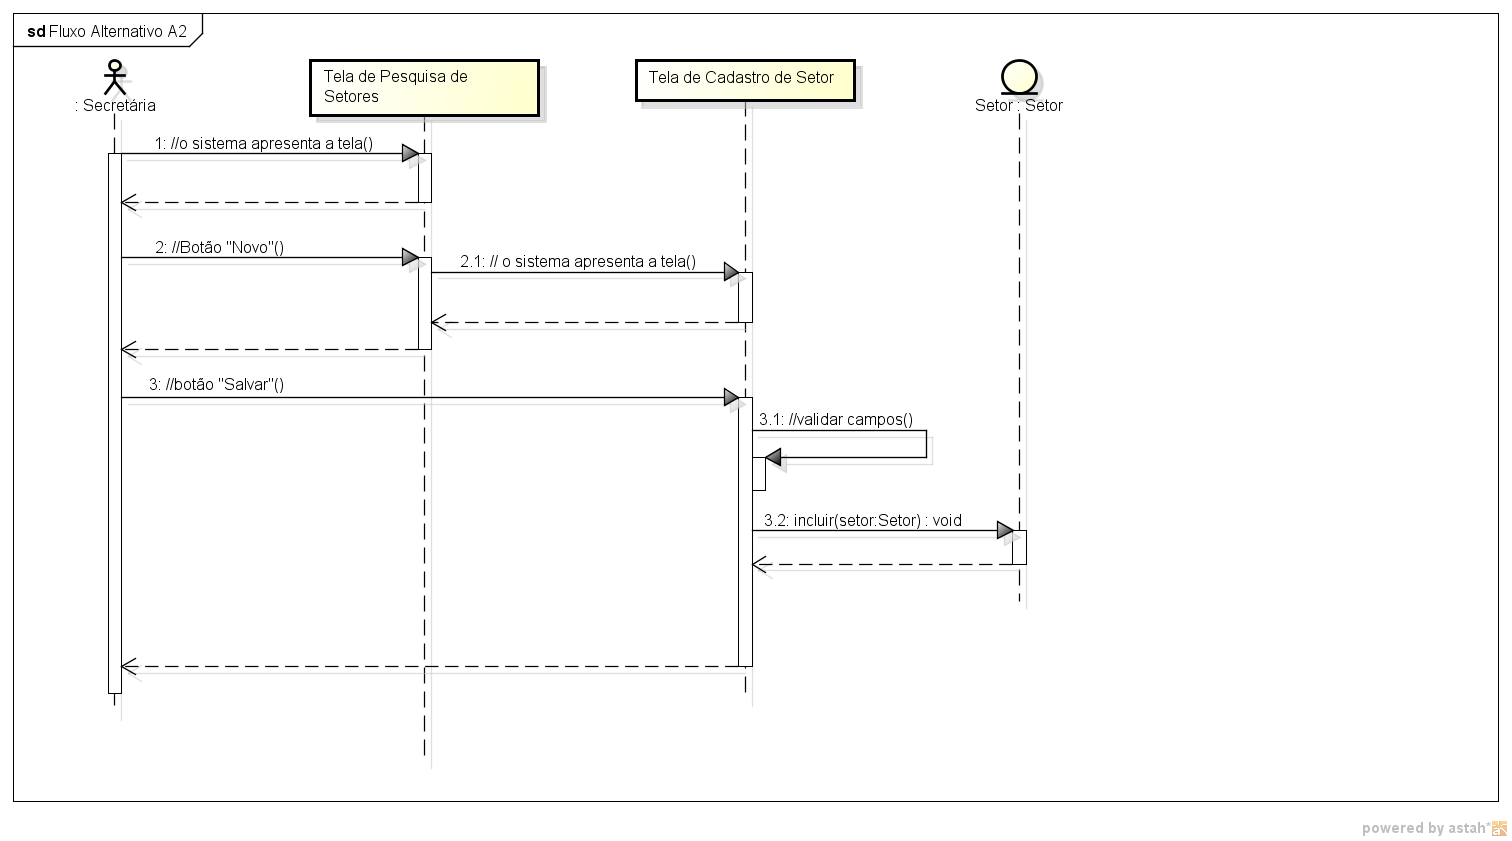 sd Fluxo Alternativo A2
: Secretária
Tela de Pesquisa de
Setores
Tela de Cadastro de Setor
Setor : Setor
1: //o sistema apresenta a tela()
2: //Botão "Novo"()
2.1: // o sistema apresenta a tela()
3: //botão "Salvar"()
3.1: //validar campos()
3.2: incluir(setor:Setor) : void
powered by astah*